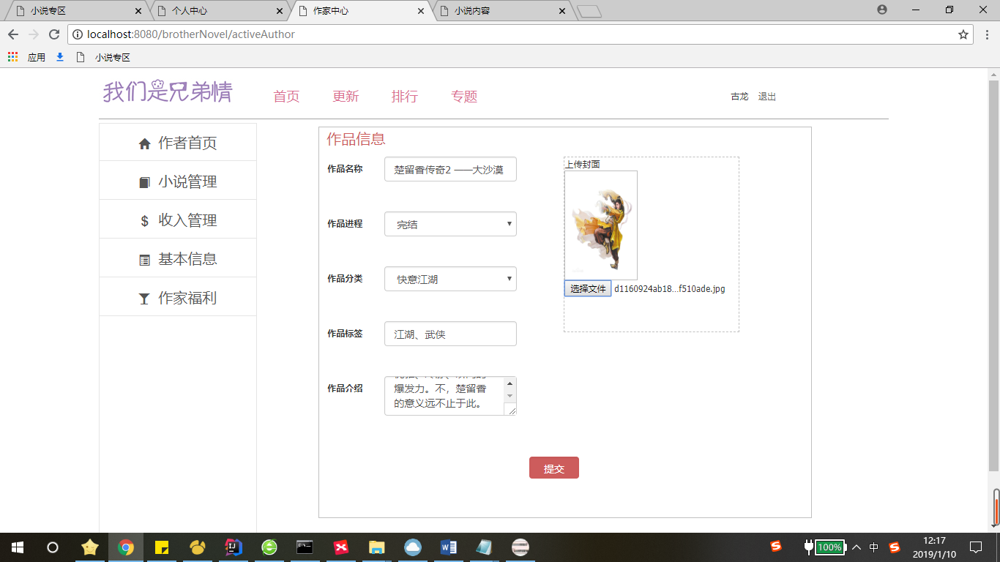 小说专区
个人中心
作家中心
小说内容
localhost:8080/brotherNovel/activeAuthor
应用
小说专区
我们是兄弟情
首页
更新
排行
专题
古龙
退出
作者首页
小说管理
收入管理
基本信息
作家福利
作品信息
作品名称
楚留香传奇2 ——大沙漠
作品进程
完结
作品分类
快意江湖
作品标签
江湖、武侠
作品介绍
爆发力。不，楚留香
的意义远不止于此。
上传封面
选择文件 d1160924ab18...f510ade.jpg
提交
100%
中
12:17
2019/1/10